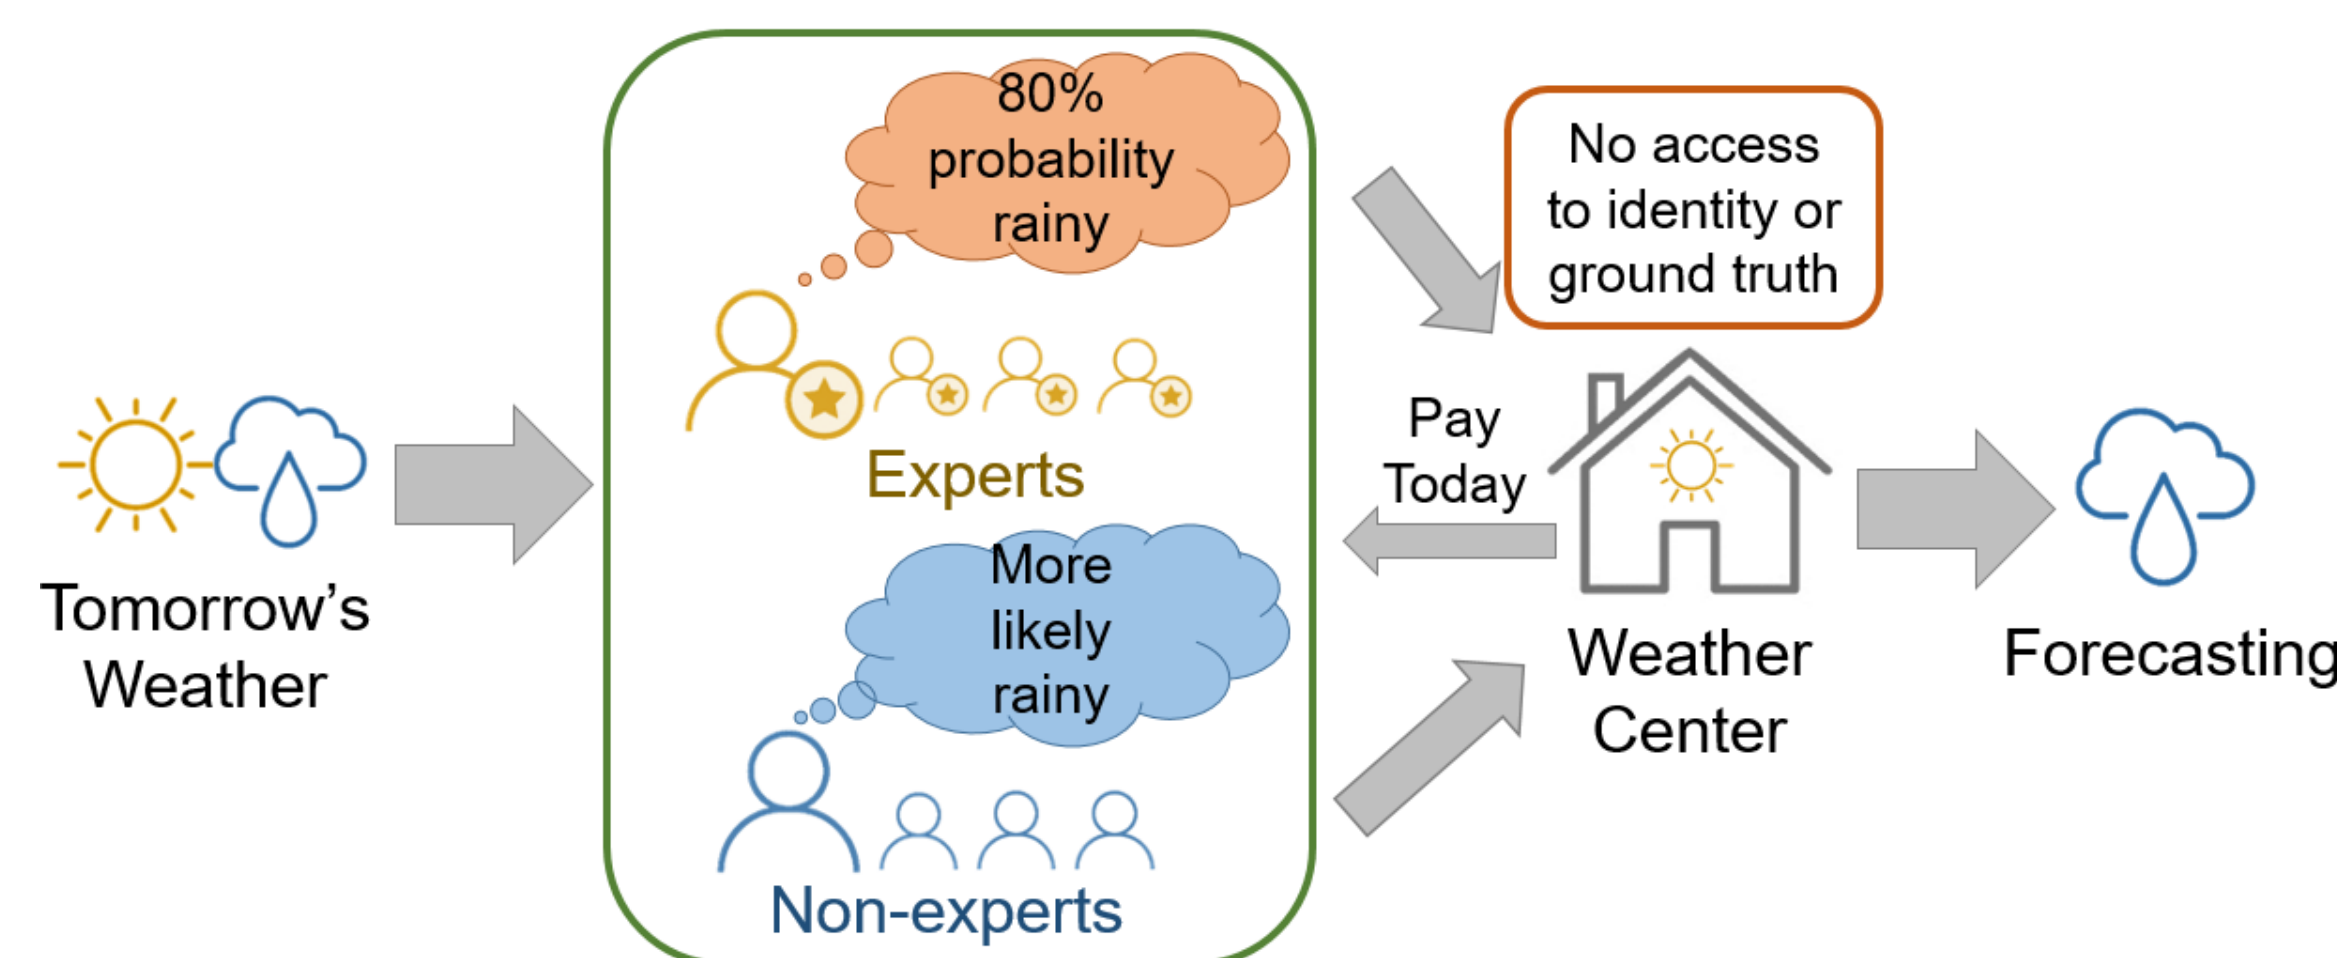 Tomorrow's
Weather
80%
probability
rainy
Experts
More
likely
rainy
Non-experts
No access
to identity or
ground truth
Pay
Today
Weather
Center
Forecasting